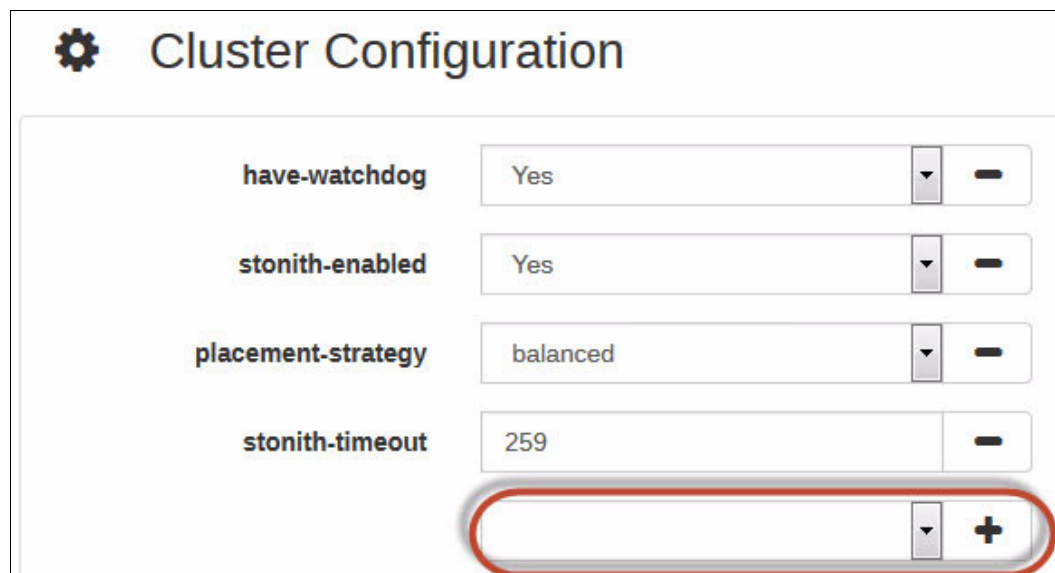 Cluster Configuration
have-watchdog Yes
stonith-enabled Yes
placement-strategy balanced
stonith-timeout 259